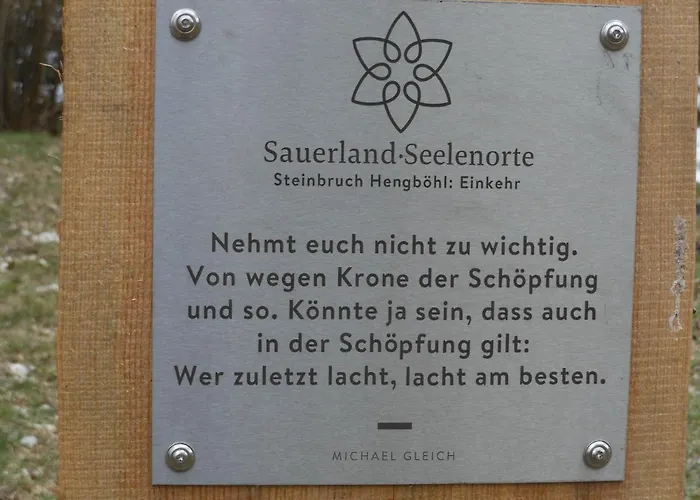 Sauerland·Seelenorte
Steinbruch Hengböhl: Einkehr
Nehmt euch nicht zu wichtig.
Von wegen Krone der Schöpfung
und so. Könnte ja sein, dass auch
in der Schöpfung gilt:
Wer zuletzt lacht, lacht am besten.
MICHAEL GLEICH